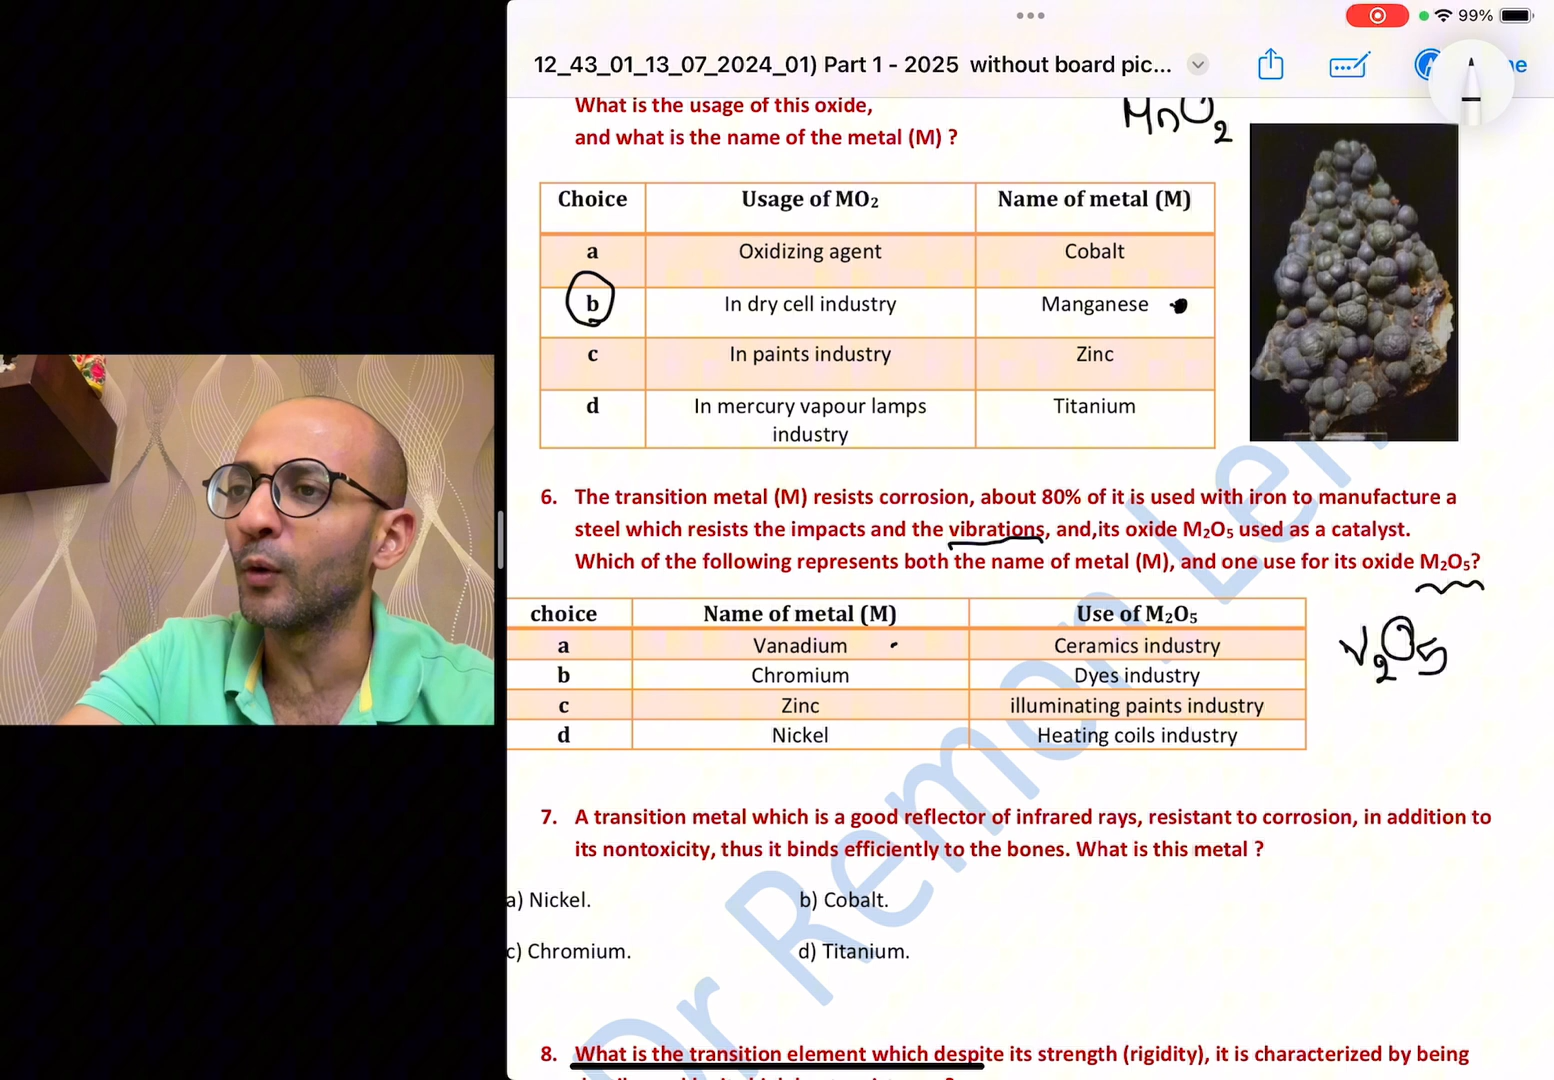 99%
12_43_01_13_07_2024_01) Part 1 - 2025 without board pic...
What is the usage of this oxide,
and what is the name of the metal (M) ?
MnO2
Choice Usage of MO₂ Name of metal (M)
a Oxidizing agent Cobalt
b In dry cell industry Manganese
c In paints industry Zinc
d In mercury vapour lamps industry Titanium
6. The transition metal (M) resists corrosion, about 80% of it is used with iron to manufacture a
steel which resists the impacts and the vibrations, and,its oxide M₂O₅ used as a catalyst.
Which of the following represents both the name of metal (M), and one use for its oxide M₂O₅?
choice Name of metal (M) Use of M₂O₅
a Vanadium Ceramics industry
b Chromium Dyes industry
c Zinc illuminating paints industry
d Nickel Heating coils industry
V2O5
7. A transition metal which is a good reflector of infrared rays, resistant to corrosion, in addition to
its nontoxicity, thus it binds efficiently to the bones. What is this metal ?
a) Nickel. b) Cobalt.
c) Chromium. d) Titanium.
8. What is the transition element which despite its strength (rigidity), it is characterized by being
Dr Remon